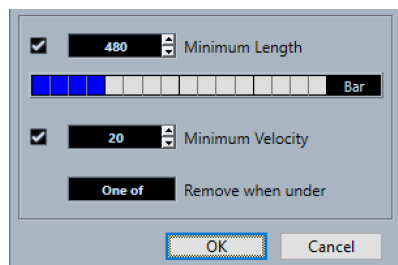 480 Minimum Length
Bar
20 Minimum Velocity
One of Remove when under
OK Cancel